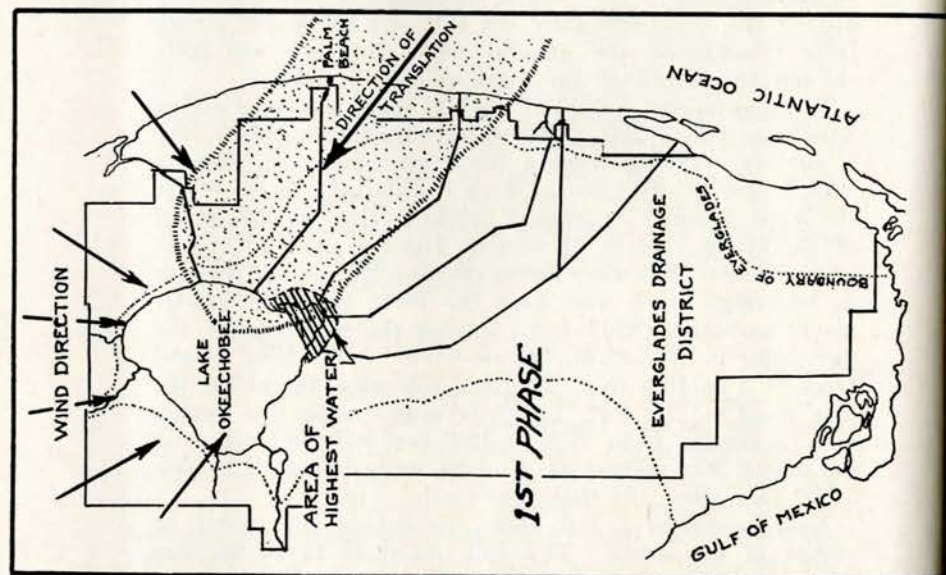 WIND DIRECTION
PALM
BEACH
DIRECTION OF
TRANSLATION
ATLANTIC OCEAN
LAKE
OKEECHOBEE
AREA OF
HIGHEST WATER
1ST PHASE
EVERGLADES DRAINAGE
DISTRICT
BOUNDARY OF EVERGLADES
GULF OF MEXICO